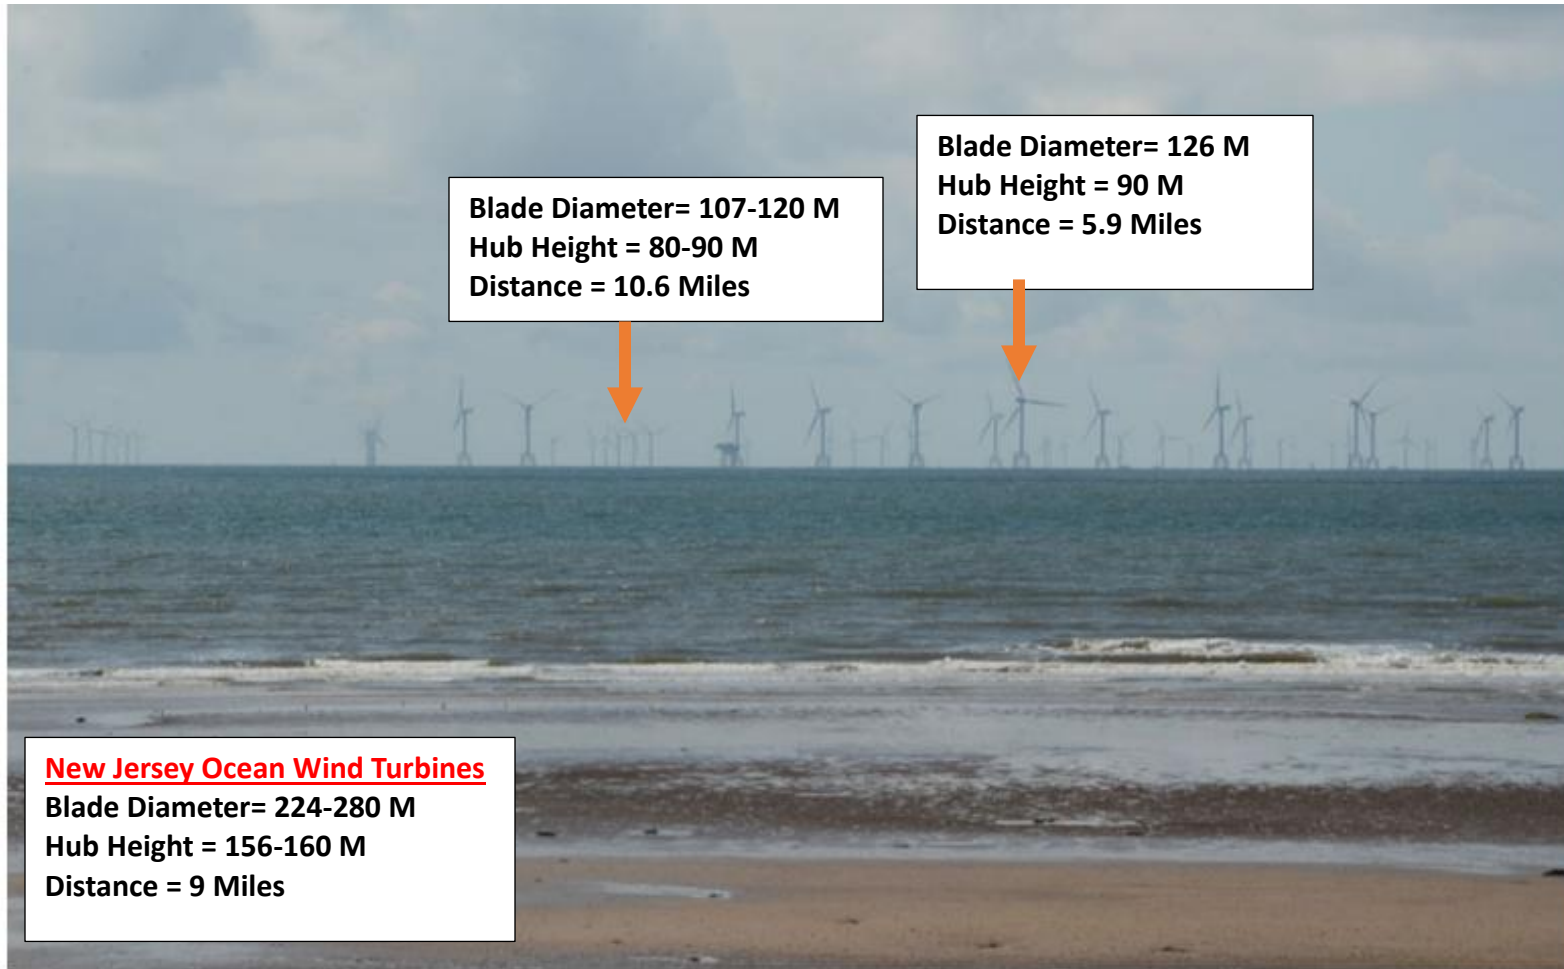 Blade Diameter= 126 M
Hub Height = 90 M
Distance = 5.9 Miles
Blade Diameter= 107-120 M
Hub Height = 80-90 M
Distance = 10.6 Miles
New Jersey Ocean Wind Turbines
Blade Diameter= 224-280 M
Hub Height = 156-160 M
Distance = 9 Miles